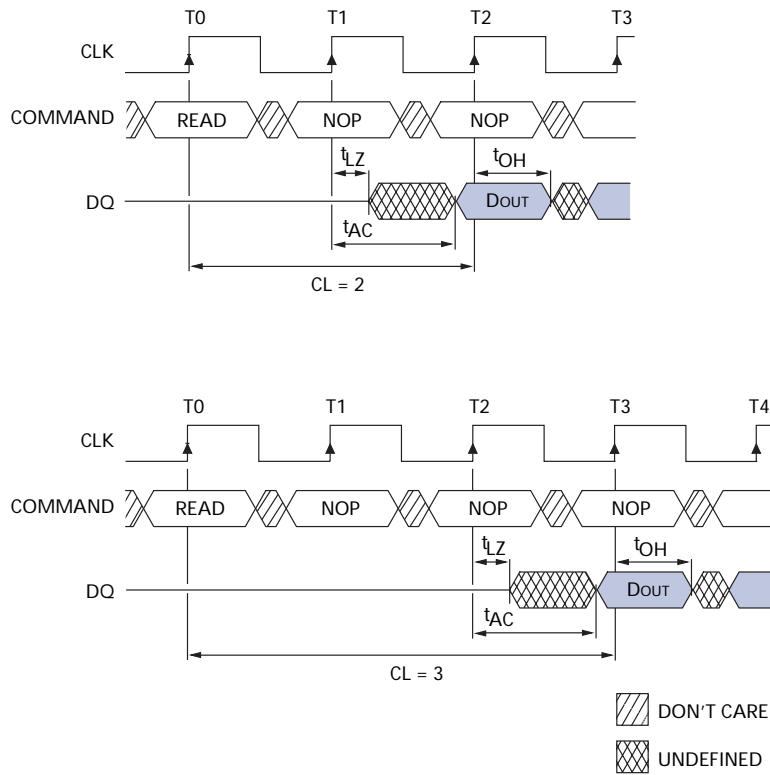 T0 T1 T2 T3
CLK
COMMAND READ NOP NOP
tLZ tOH
DQ DOUT
tAC
CL = 2
T0 T1 T2 T3 T4
CLK
COMMAND READ NOP NOP NOP
tLZ tOH
DQ DOUT
tAC
CL = 3
DON'T CARE
UNDEFINED